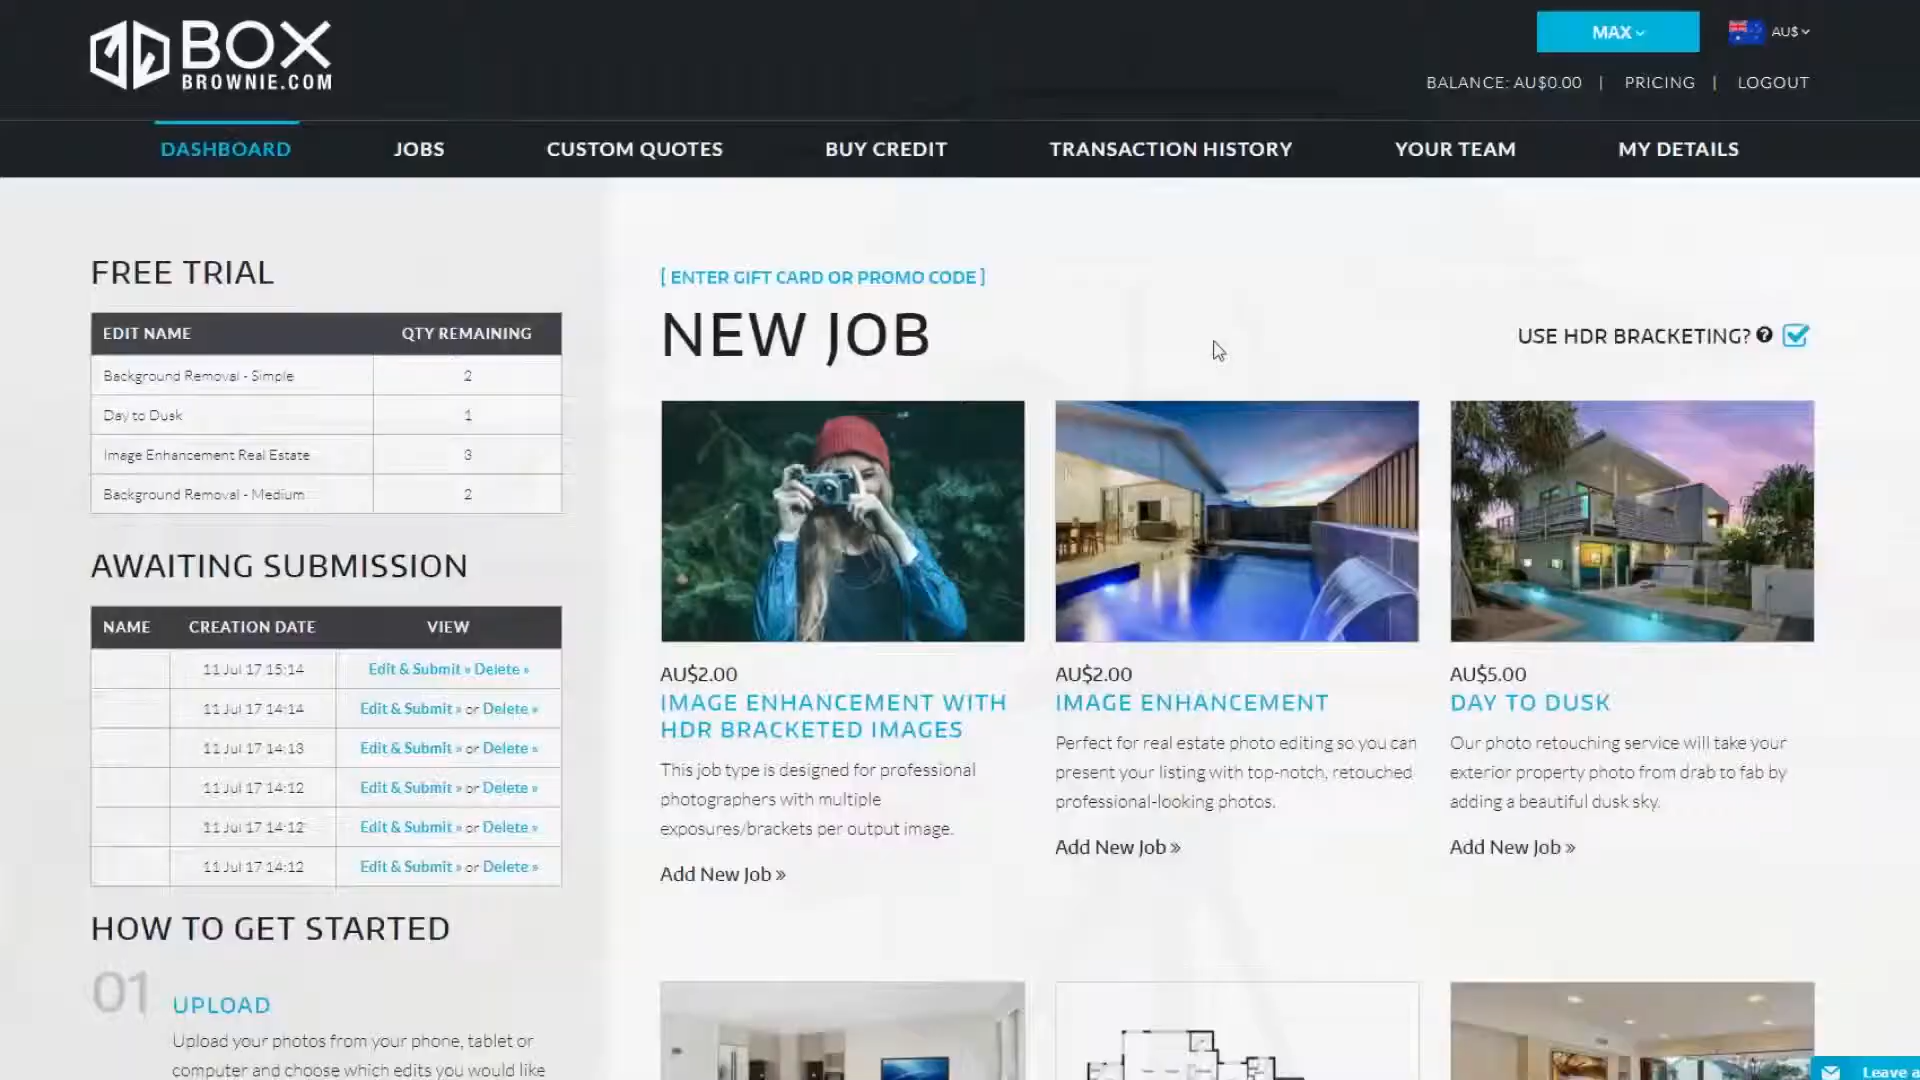 BOX
BROWNIE.COM
MAX
AU$
BALANCE: AU$0.00 | PRICING | LOGOUT
DASHBOARD JOBS CUSTOM QUOTES BUY CREDIT TRANSACTION HISTORY YOUR TEAM MY DETAILS
FREE TRIAL
EDIT NAME QTY REMAINING
Background Removal - Simple 2
Day to Dusk 1
Image Enhancement Real Estate 3
Background Removal - Medium 2
AWAITING SUBMISSION
NAME CREATION DATE VIEW
11 Jul 17 15:14 Edit & Submit » Delete »
11 Jul 17 14:14 Edit & Submit » or Delete »
11 Jul 17 14:13 Edit & Submit » or Delete »
11 Jul 17 14:12 Edit & Submit » or Delete »
11 Jul 17 14:12 Edit & Submit » or Delete »
11 Jul 17 14:12 Edit & Submit » or Delete »
HOW TO GET STARTED
01
UPLOAD
Upload your photos from your phone, tablet or
computer and choose which edits you would like
[ ENTER GIFT CARD OR PROMO CODE ]
NEW JOB
USE HDR BRACKETING?
AU$2.00
IMAGE ENHANCEMENT WITH
HDR BRACKETED IMAGES
This job type is designed for professional
photographers with multiple
exposures/brackets per output image.
Add New Job »
AU$2.00
IMAGE ENHANCEMENT
Perfect for real estate photo editing so you can
present your listing with top-notch, retouched
professional-looking photos.
Add New Job »
AU$5.00
DAY TO DUSK
Our photo retouching service will take your
exterior property photo from drab to fab by
adding a beautiful dusk sky.
Add New Job »
Leave a